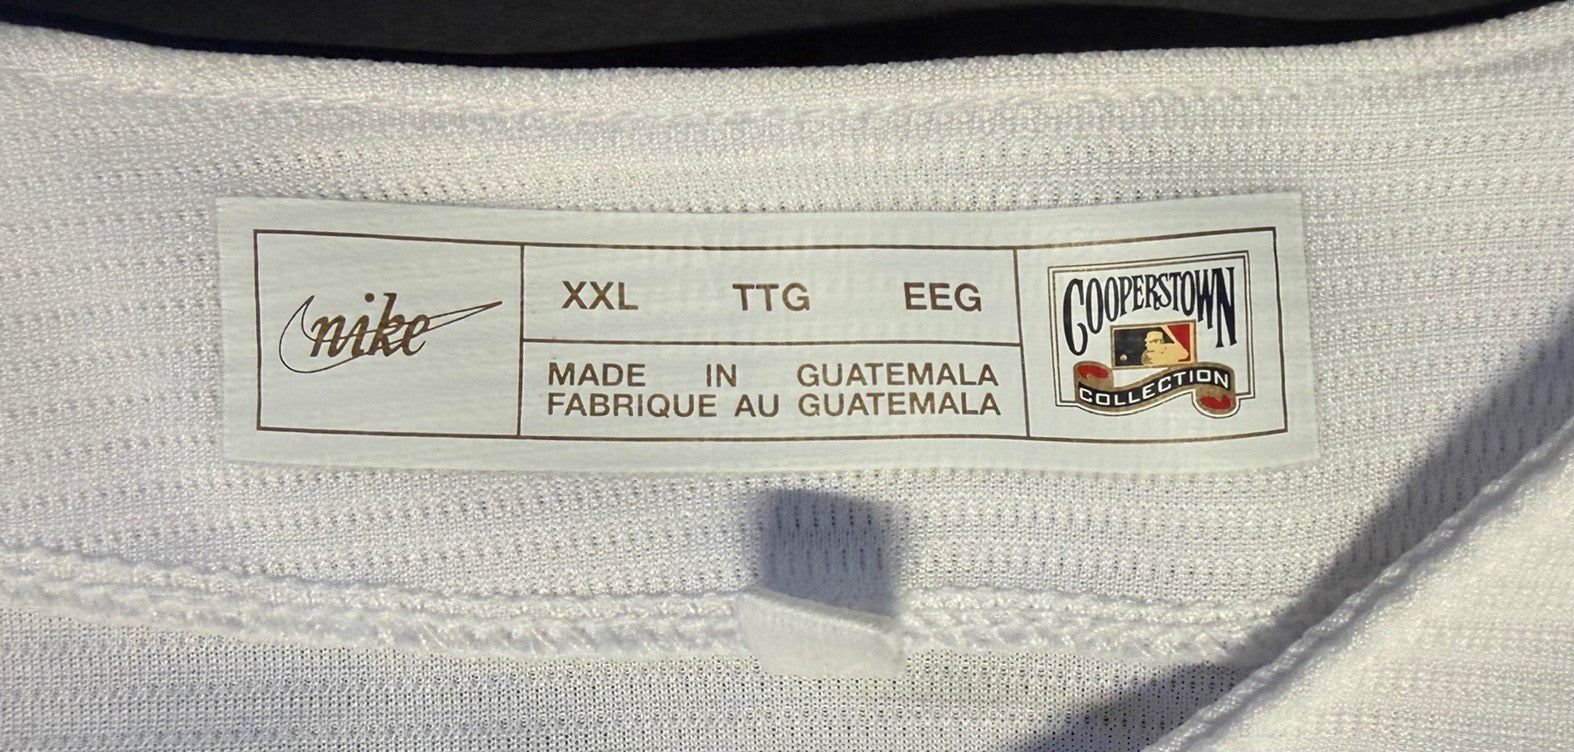 nike
XXL TTG EEG
MADE IN GUATEMALA
FABRIQUE AU GUATEMALA
COOPERSTOWN
COLLECTION